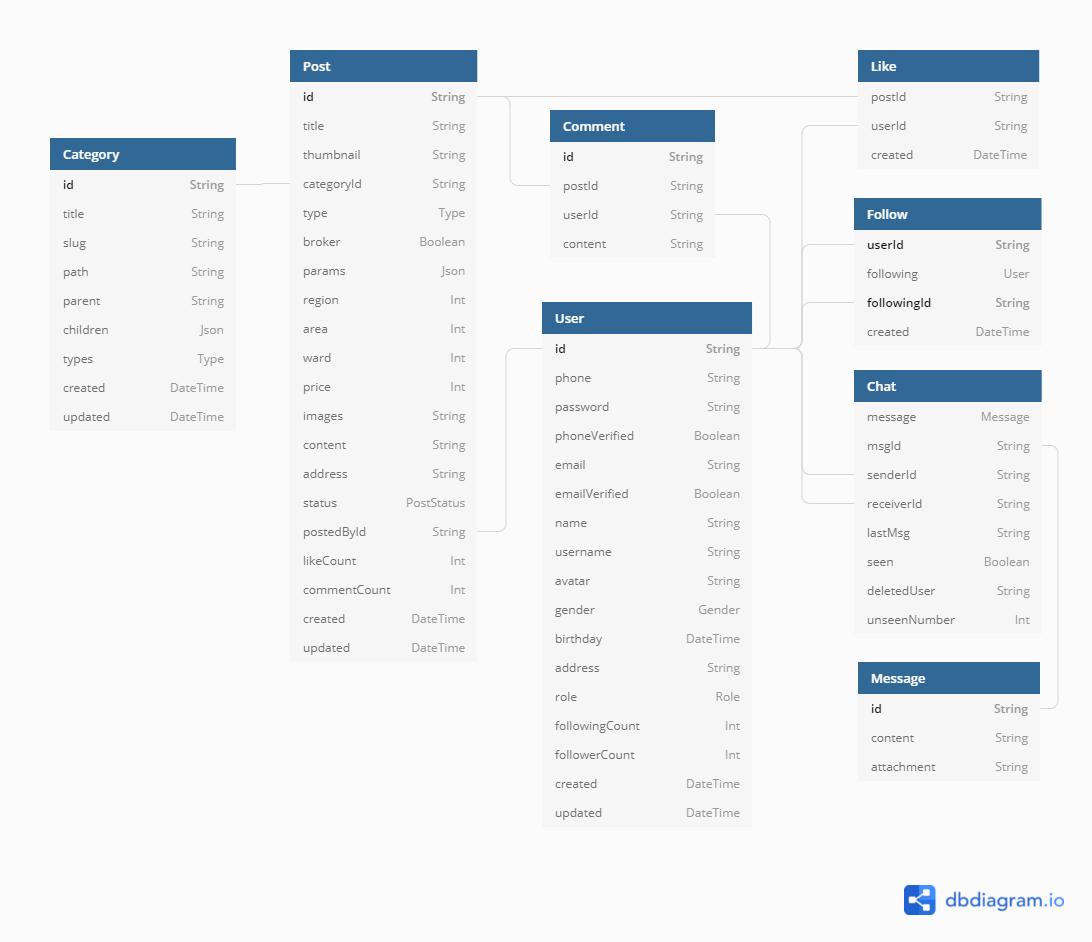 Category
id String
title String
slug String
path String
parent String
children Json
types Type
created DateTime
updated DateTime
Post
id String
title String
thumbnail String
categoryId String
type Type
broker Boolean
params Json
region Int
area Int
ward Int
price Int
images String
content String
address String
status PostStatus
postedById String
likeCount Int
commentCount Int
created DateTime
updated DateTime
Comment
id String
postId String
userId String
content String
User
id String
phone String
password String
phoneVerified Boolean
email String
emailVerified Boolean
name String
username String
avatar String
gender Gender
birthday DateTime
address String
role Role
followingCount Int
followerCount Int
created DateTime
updated DateTime
Like
postId String
userId String
created DateTime
Follow
userId String
following User
followingId String
created DateTime
Chat
message Message
msgId String
senderId String
receiverId String
lastMsg String
seen Boolean
deletedUser String
unseenNumber Int
Message
id String
content String
attachment String
dbdiagram.io